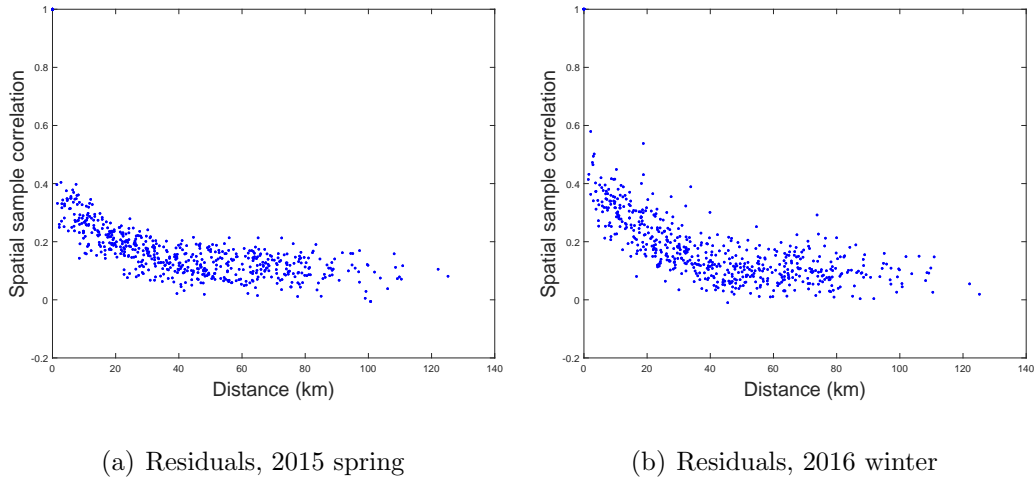 1
0.8
0.6
0.4
0.2
0
-0.2
0 20 40 60 80 100 120 140
Spatial sample correlation
Distance (km)
(a) Residuals, 2015 spring
1
0.8
0.6
0.4
0.2
0
-0.2
0 20 40 60 80 100 120 140
Spatial sample correlation
Distance (km)
(b) Residuals, 2016 winter